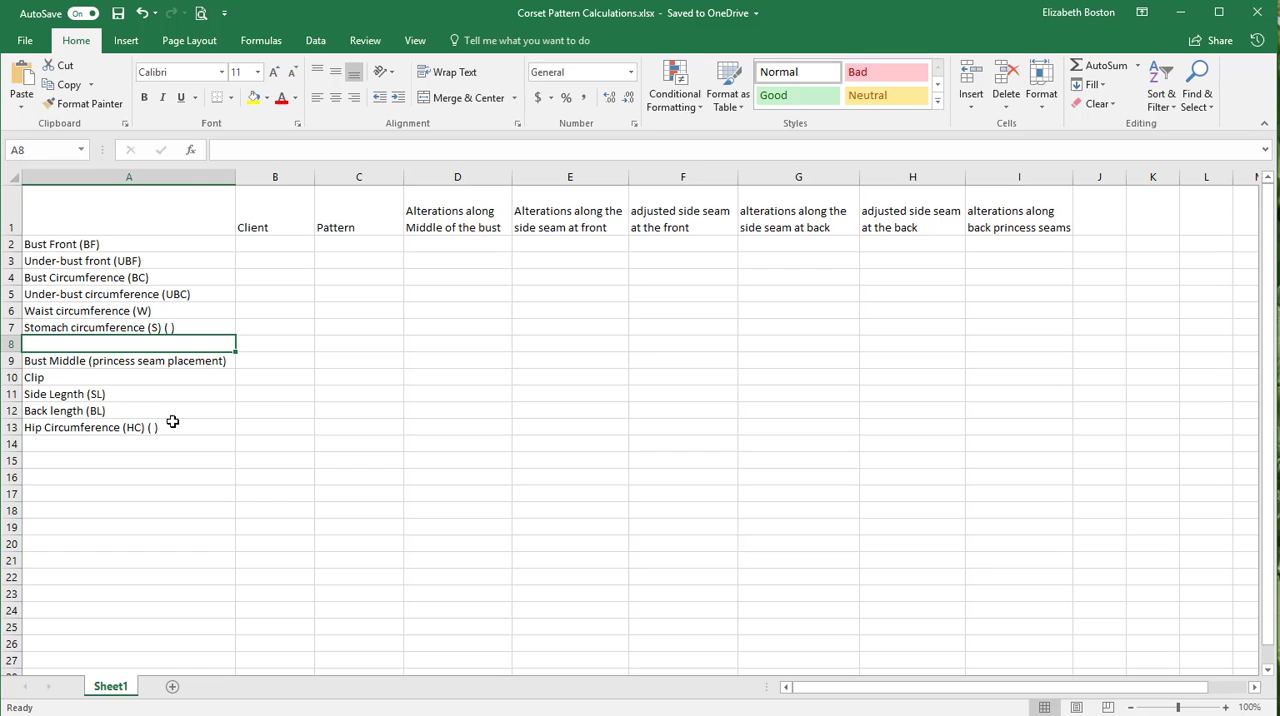 AutoSave On Corset Pattern Calculations.xlsx - Saved to OneDrive Elizabeth Boston
File Home Insert Page Layout Formulas Data Review View Tell me what you want to do Share
Paste Cut Copy Format Painter
Calibri 11
B I U
Wrap Text
Merge & Center
General
$ % ,
Conditional Formatting
Format as Table
Normal Bad
Good Neutral
Insert Delete Format
AutoSum
Fill
Clear
Sort & Filter
Find & Select
Clipboard Font Alignment Number Styles Cells Editing
A8 fx
A B C D E F G H I J K L
1 Client Pattern
Alterations along
Middle of the bust
Alterations along the
side seam at front
adjusted side seam
at the front
alterations along the
side seam at back
adjusted side seam
at the back
alterations along
back princess seams
2 Bust Front (BF)
3 Under-bust front (UBF)
4 Bust Circumference (BC)
5 Under-bust circumference (UBC)
6 Waist circumference (W)
7 Stomach circumference (S) ( )
8
9 Bust Middle (princess seam placement)
10 Clip
11 Side Legnth (SL)
12 Back length (BL)
13 Hip Circumference (HC) ( )
14
15
16
17
18
19
20
21
22
23
24
25
26
27
Sheet1
Ready 100%